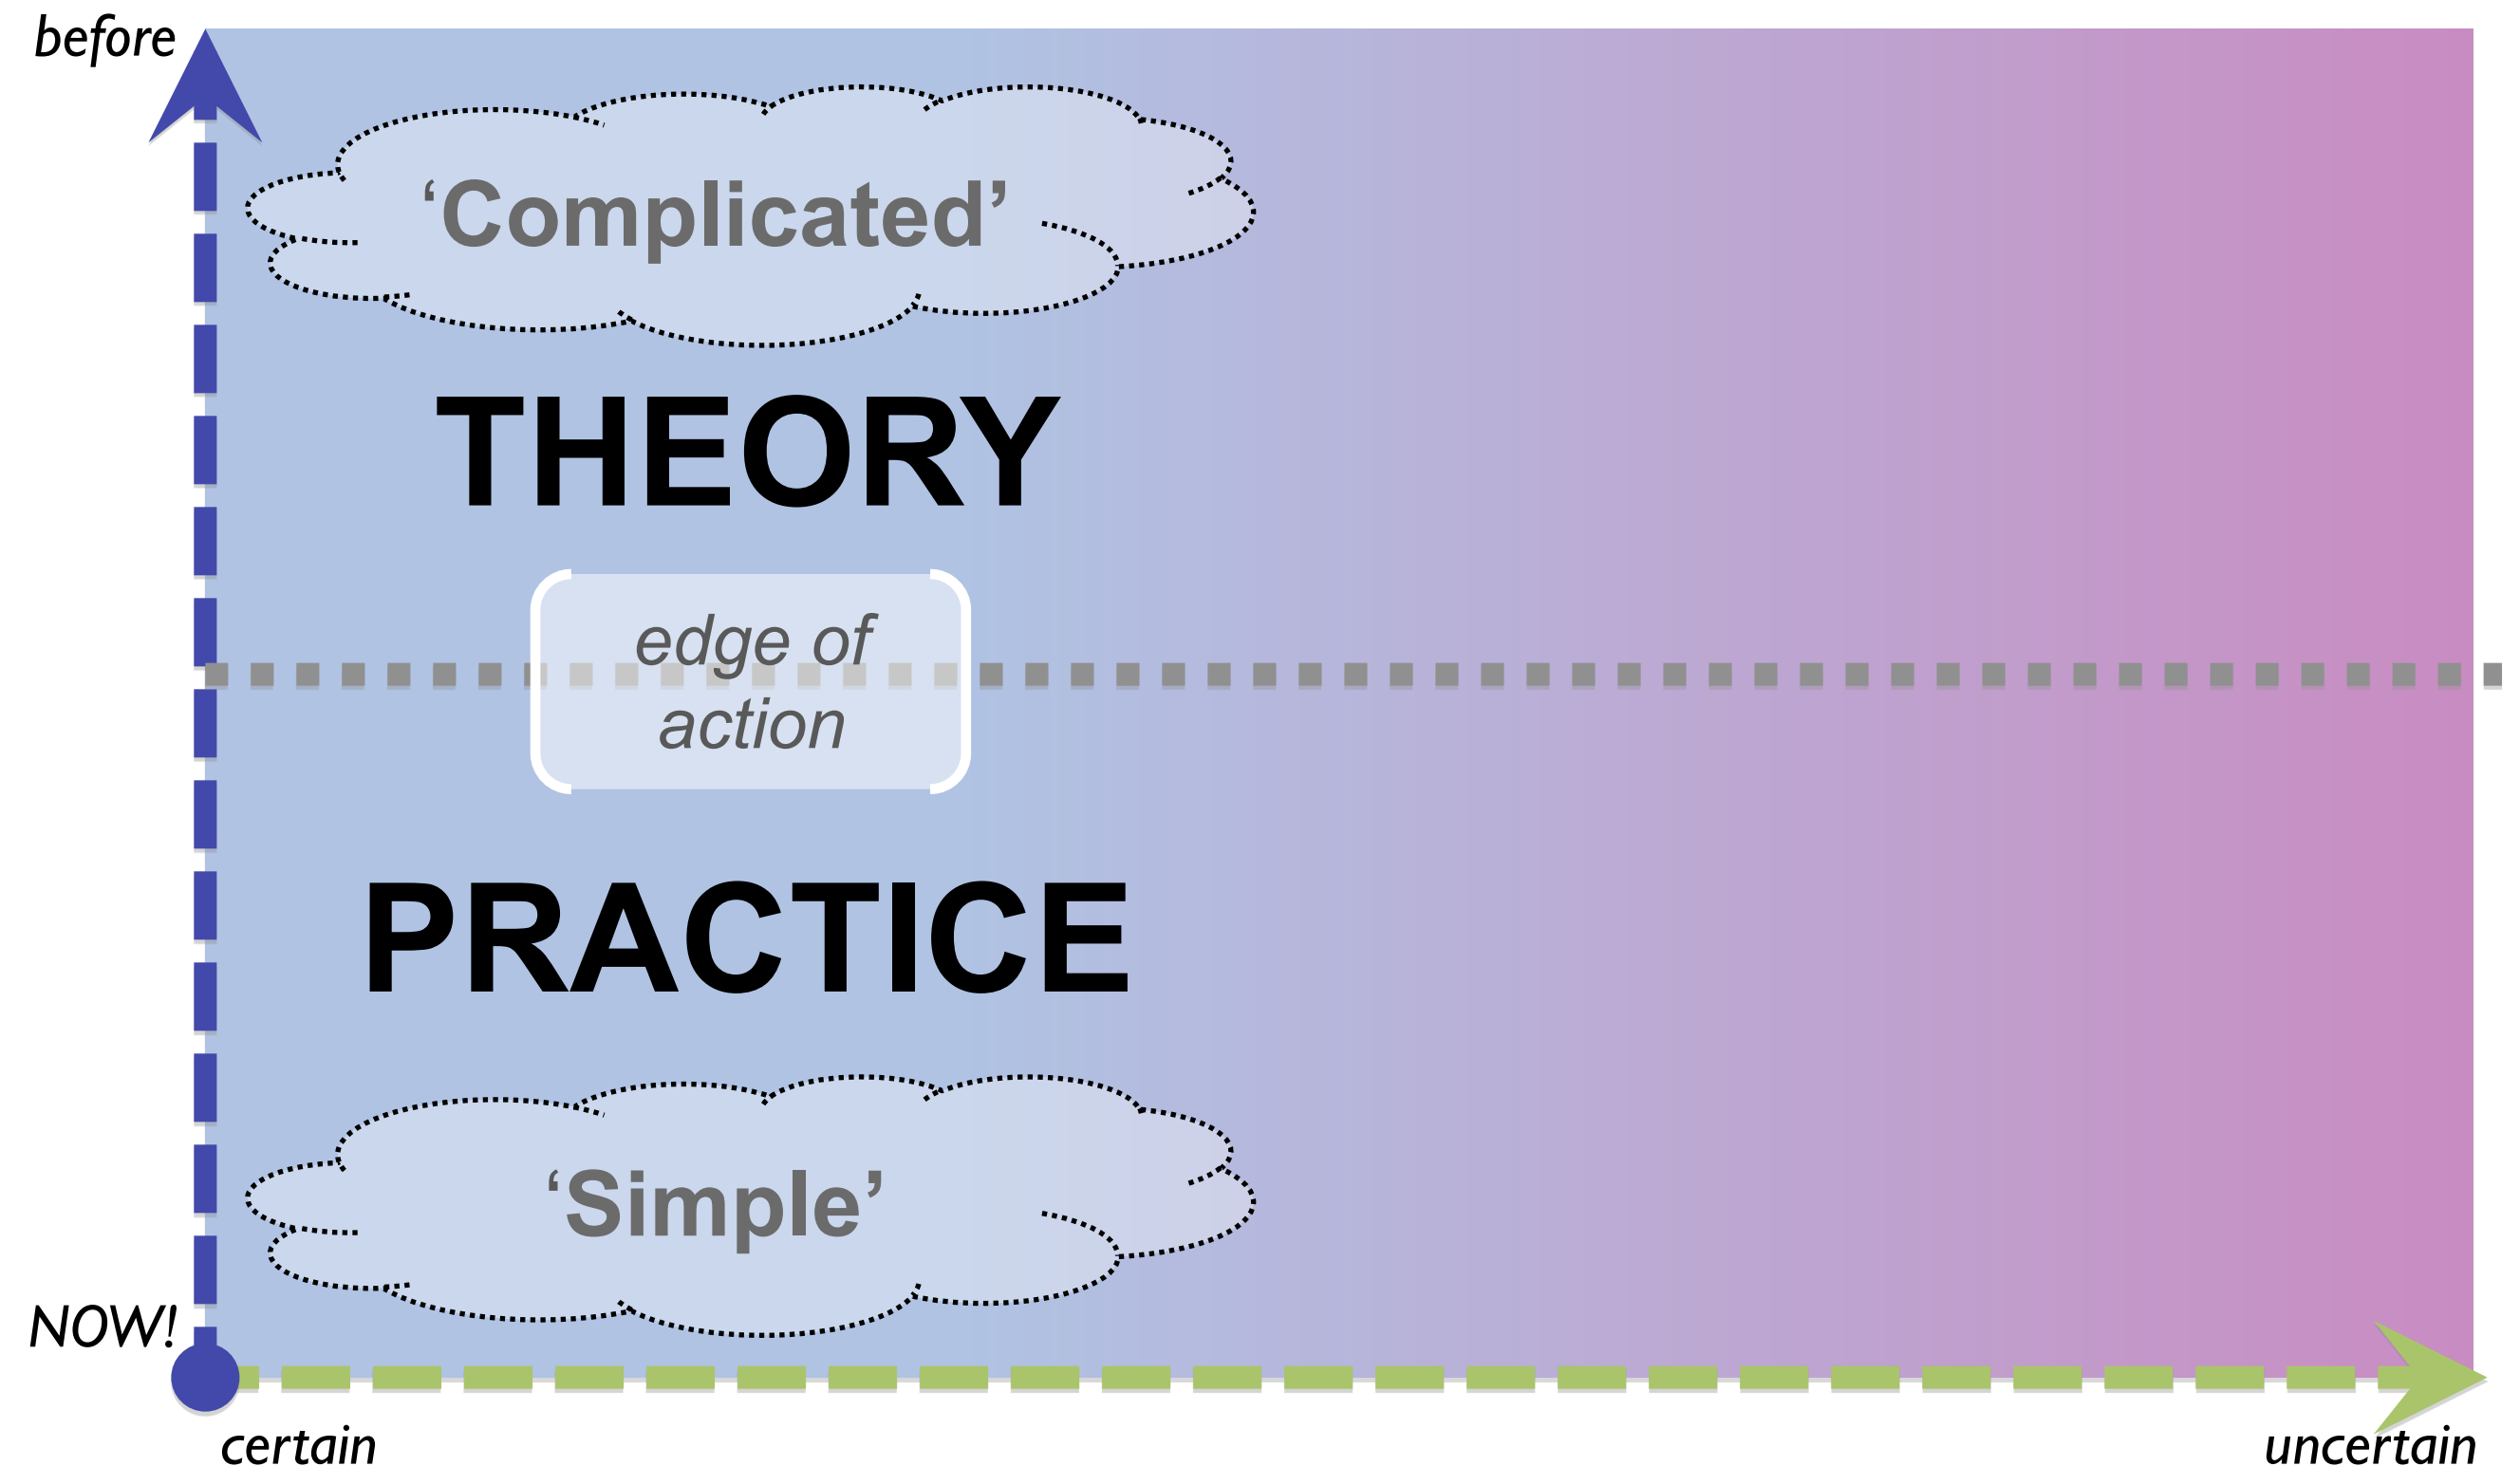 before
‘Complicated’
THEORY
edge of
action
PRACTICE
‘Simple’
NOW!
certain
uncertain